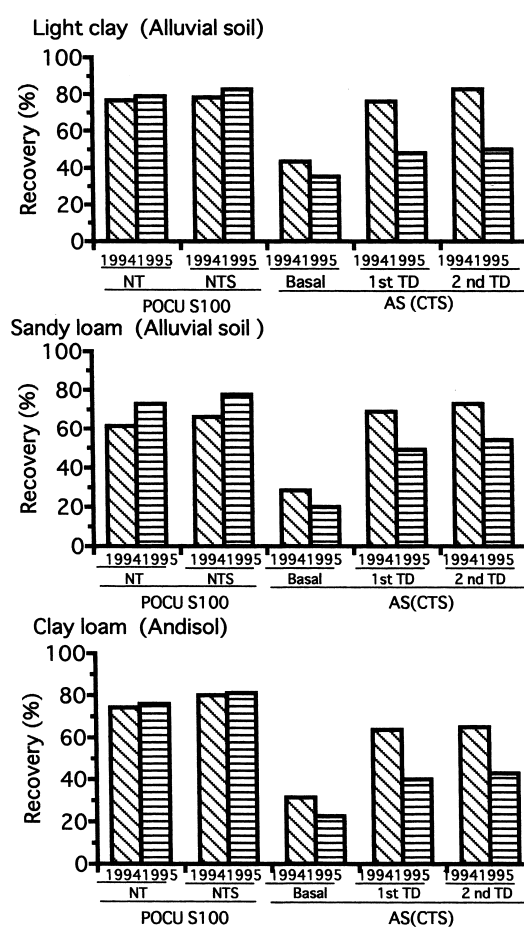 Light clay (Alluvial soil)
100
80
60
40
20
0
Recovery (%)
19941995 19941995 19941995 19941995 19941995
NT NTS Basal 1st TD 2 nd TD
POCU S100 AS (CTS)
Sandy loam (Alluvial soil )
100
80
60
40
20
0
Recovery (%)
19941995 19941995 19941995 19941995 19941995
NT NTS Basal 1st TD 2 nd TD
POCU S100 AS(CTS)
Clay loam (Andisol)
100
80
60
40
20
0
Recovery (%)
19941995 19941995 19941995 19941995 19941995
NT NTS Basal 1st TD 2 nd TD
POCU S100 AS(CTS)